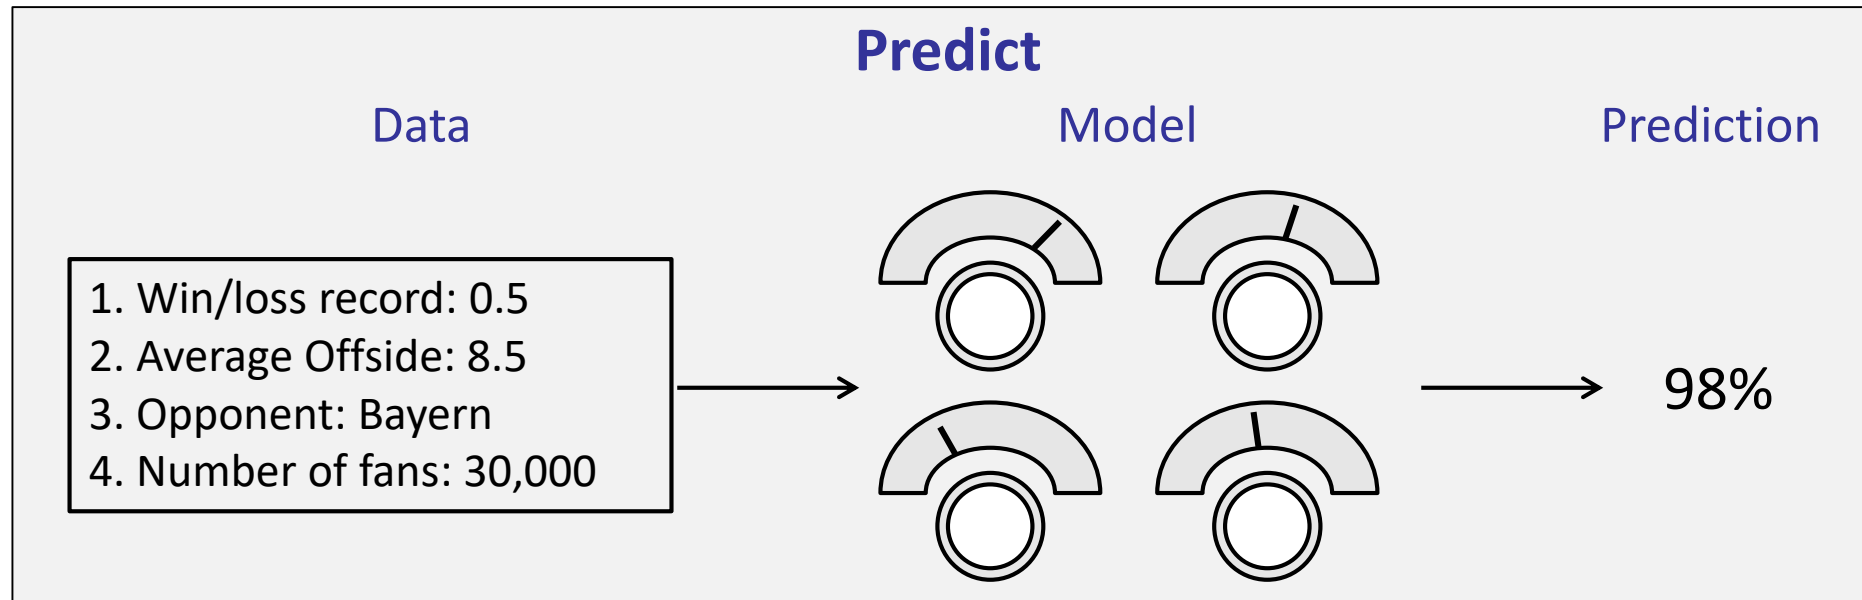 Predict
Data
Model
Prediction
1. Win/loss record: 0.5
2. Average Offside: 8.5
3. Opponent: Bayern
4. Number of fans: 30,000
98%